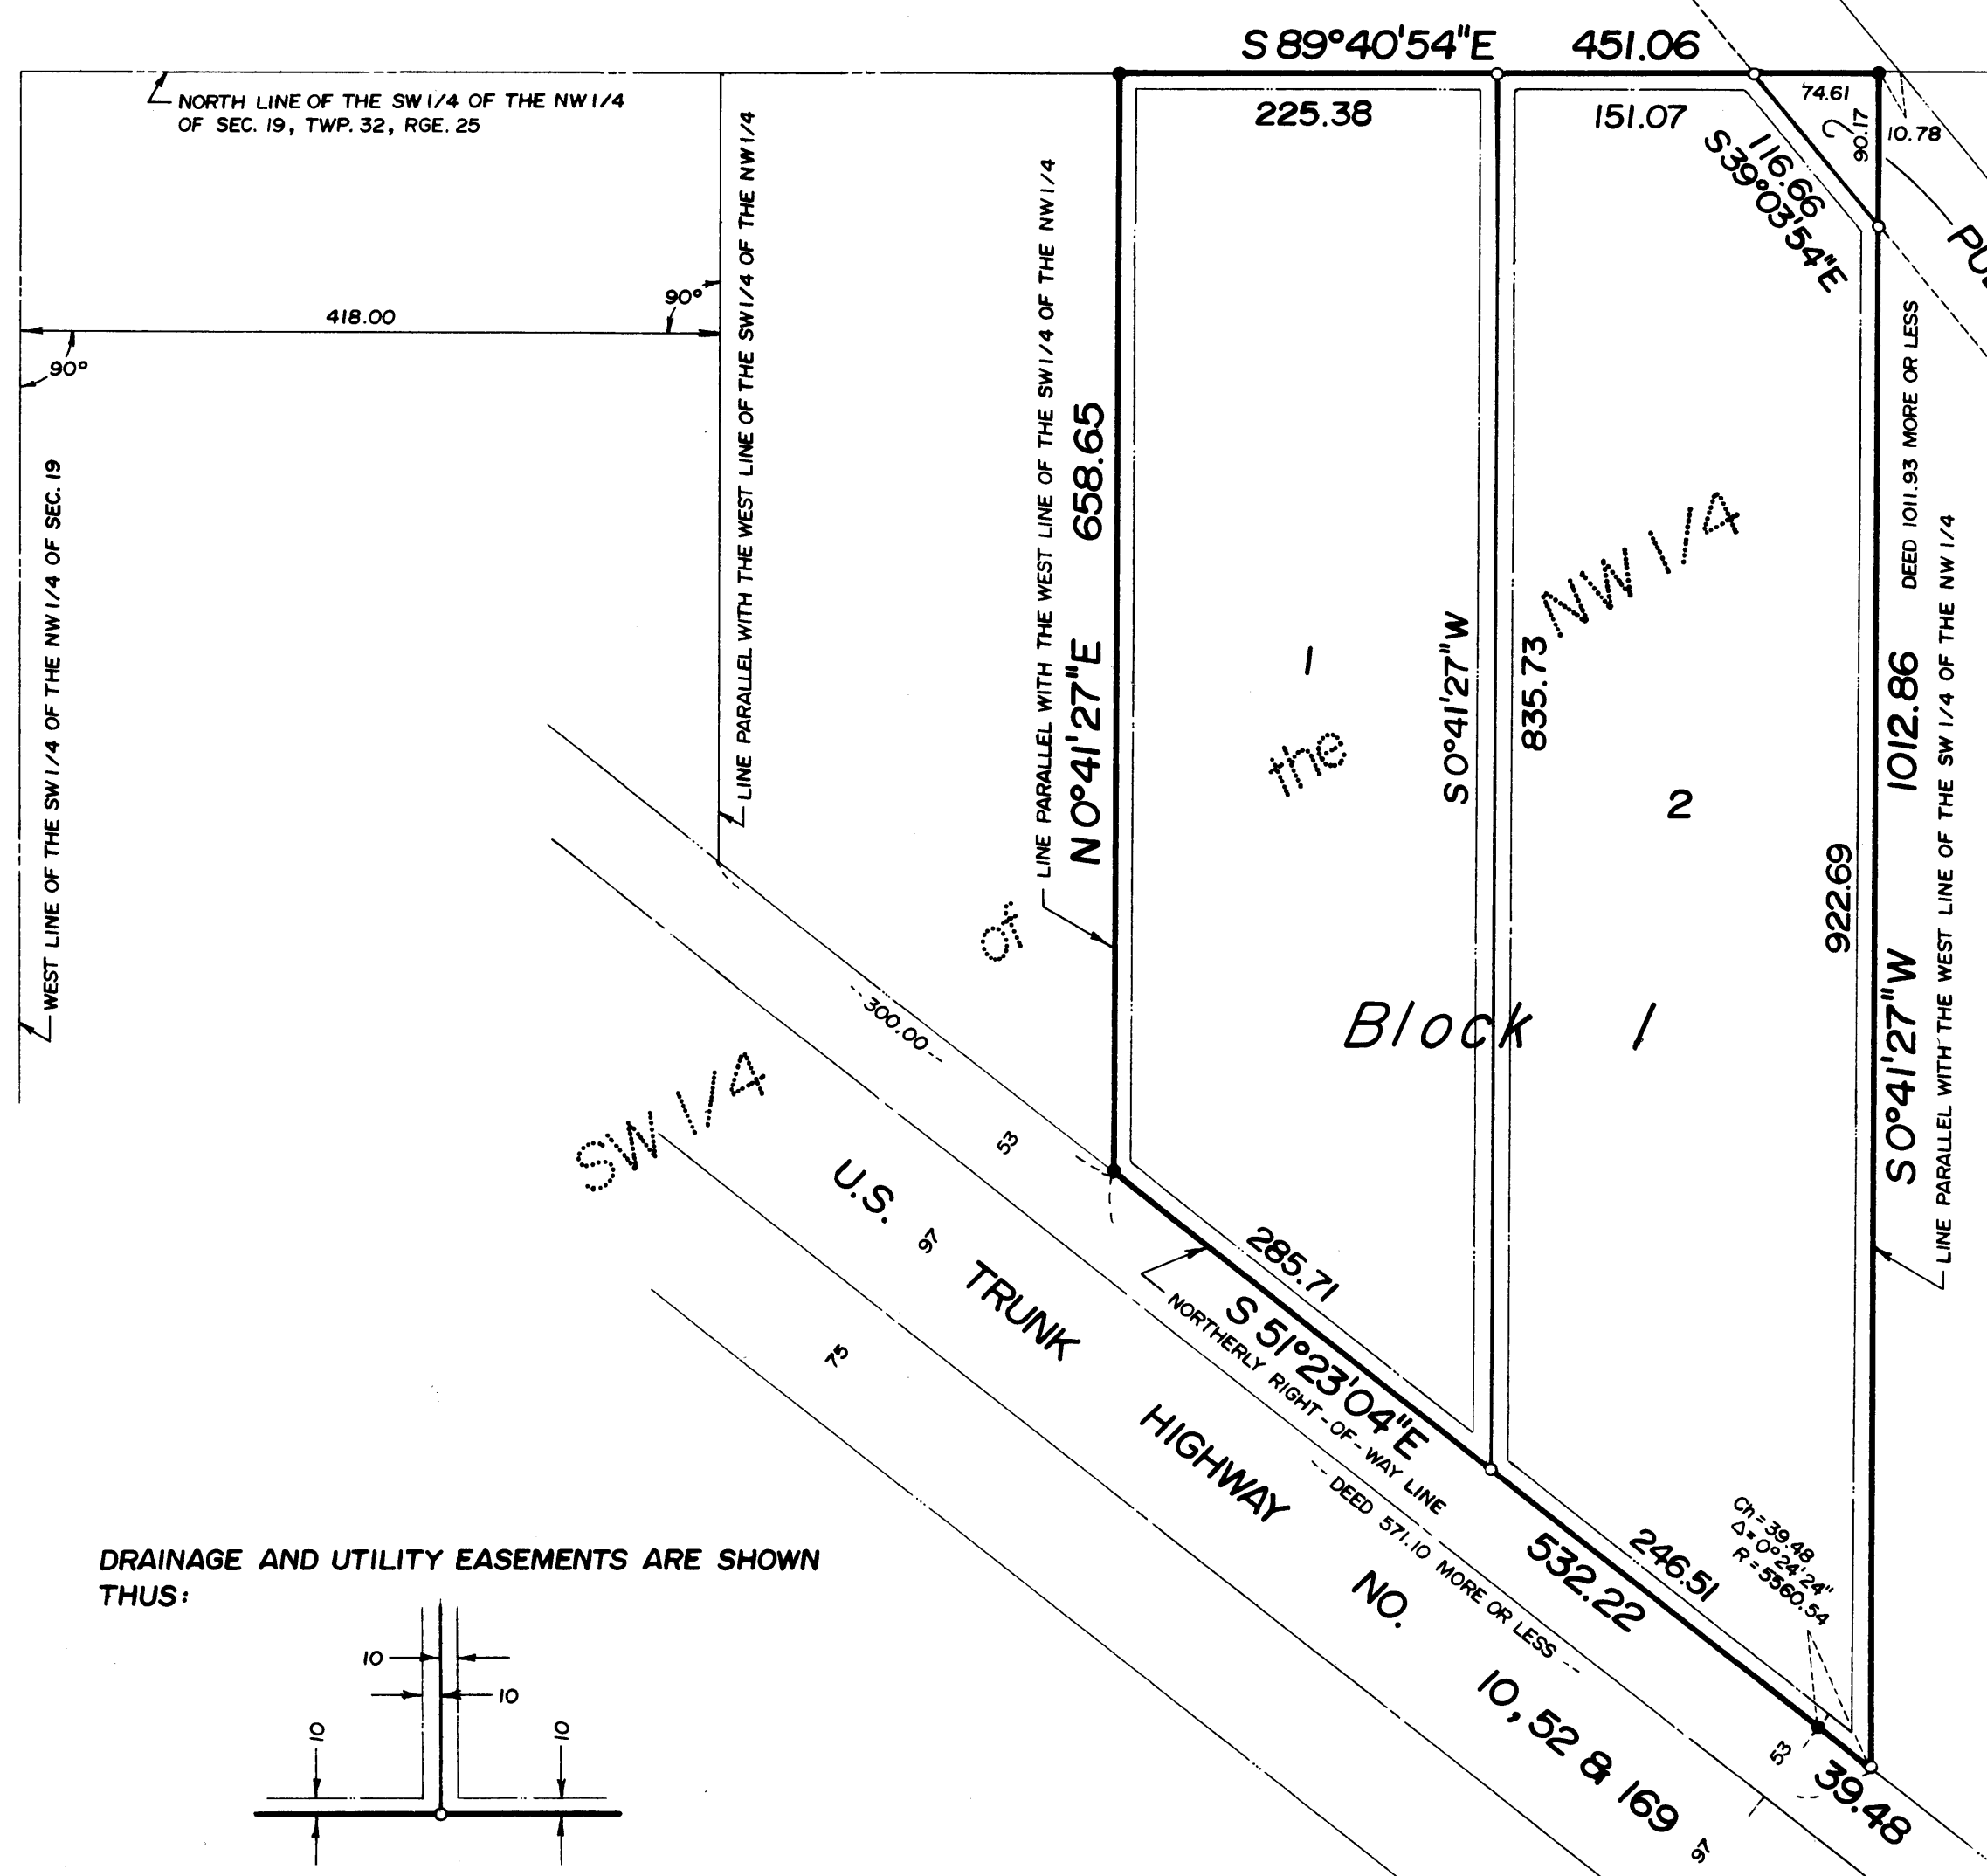 S 89°40'54"E 451.06
NORTH LINE OF THE SW 1/4 OF THE NW 1/4
OF SEC. 19, TWP. 32, RGE. 25
225.38
151.07
74.61
90.17
10.78
116.66
S39°03'54"E
418.00
90°
90°
WEST LINE OF THE SW 1/4 OF THE NW 1/4 OF SEC. 19
LINE PARALLEL WITH THE WEST LINE OF THE SW 1/4 OF THE NW 1/4
LINE PARALLEL WITH THE WEST LINE OF THE SW 1/4 OF THE NW 1/4
N 0°41'27"E 658.65
S 0°41'27"W
835.73
922.69
S 0°41'27"W 1012.86 DEED 1011.93 MORE OR LESS
LINE PARALLEL WITH THE WEST LINE OF THE SW 1/4 OF THE NW 1/4
SW 1/4 of the NW 1/4
1
2
Block 1
--300.00--
53
97
75
U.S. TRUNK HIGHWAY NO. 10, 52 & 169
285.71
S 51°23'04"E 532.22
NORTHERLY RIGHT-OF-WAY LINE
-- DEED 571.10 MORE OR LESS --
246.51
Ch = 39.48
Δ = 0°24'24"
R = 5560.54
53
39.48
97
DRAINAGE AND UTILITY EASEMENTS ARE SHOWN
THUS:
10
10
10
10